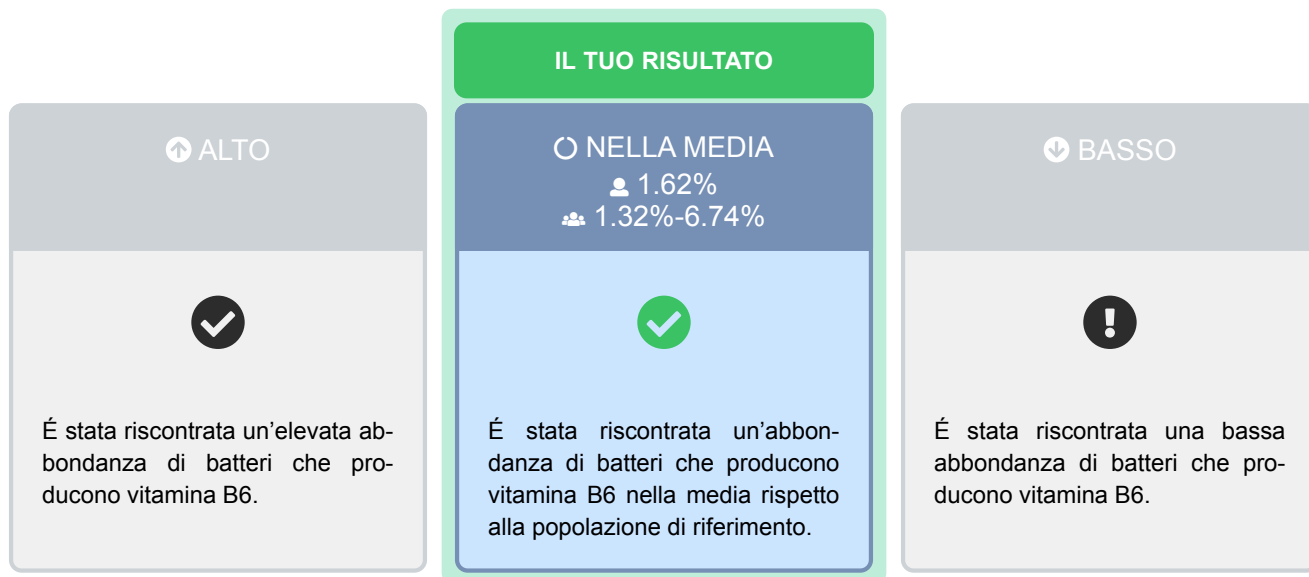 IL TUO RISULTATO
ALTO
É stata riscontrata un’elevata ab-
bondanza di batteri che pro-
ducono vitamina B6.
NELLA MEDIA
1.62%
1.32%-6.74%
É stata riscontrata un’abbon-
danza di batteri che producono
vitamina B6 nella media rispetto
alla popolazione di riferimento.
BASSO
É stata riscontrata una bassa
abbondanza di batteri che pro-
ducono vitamina B6.